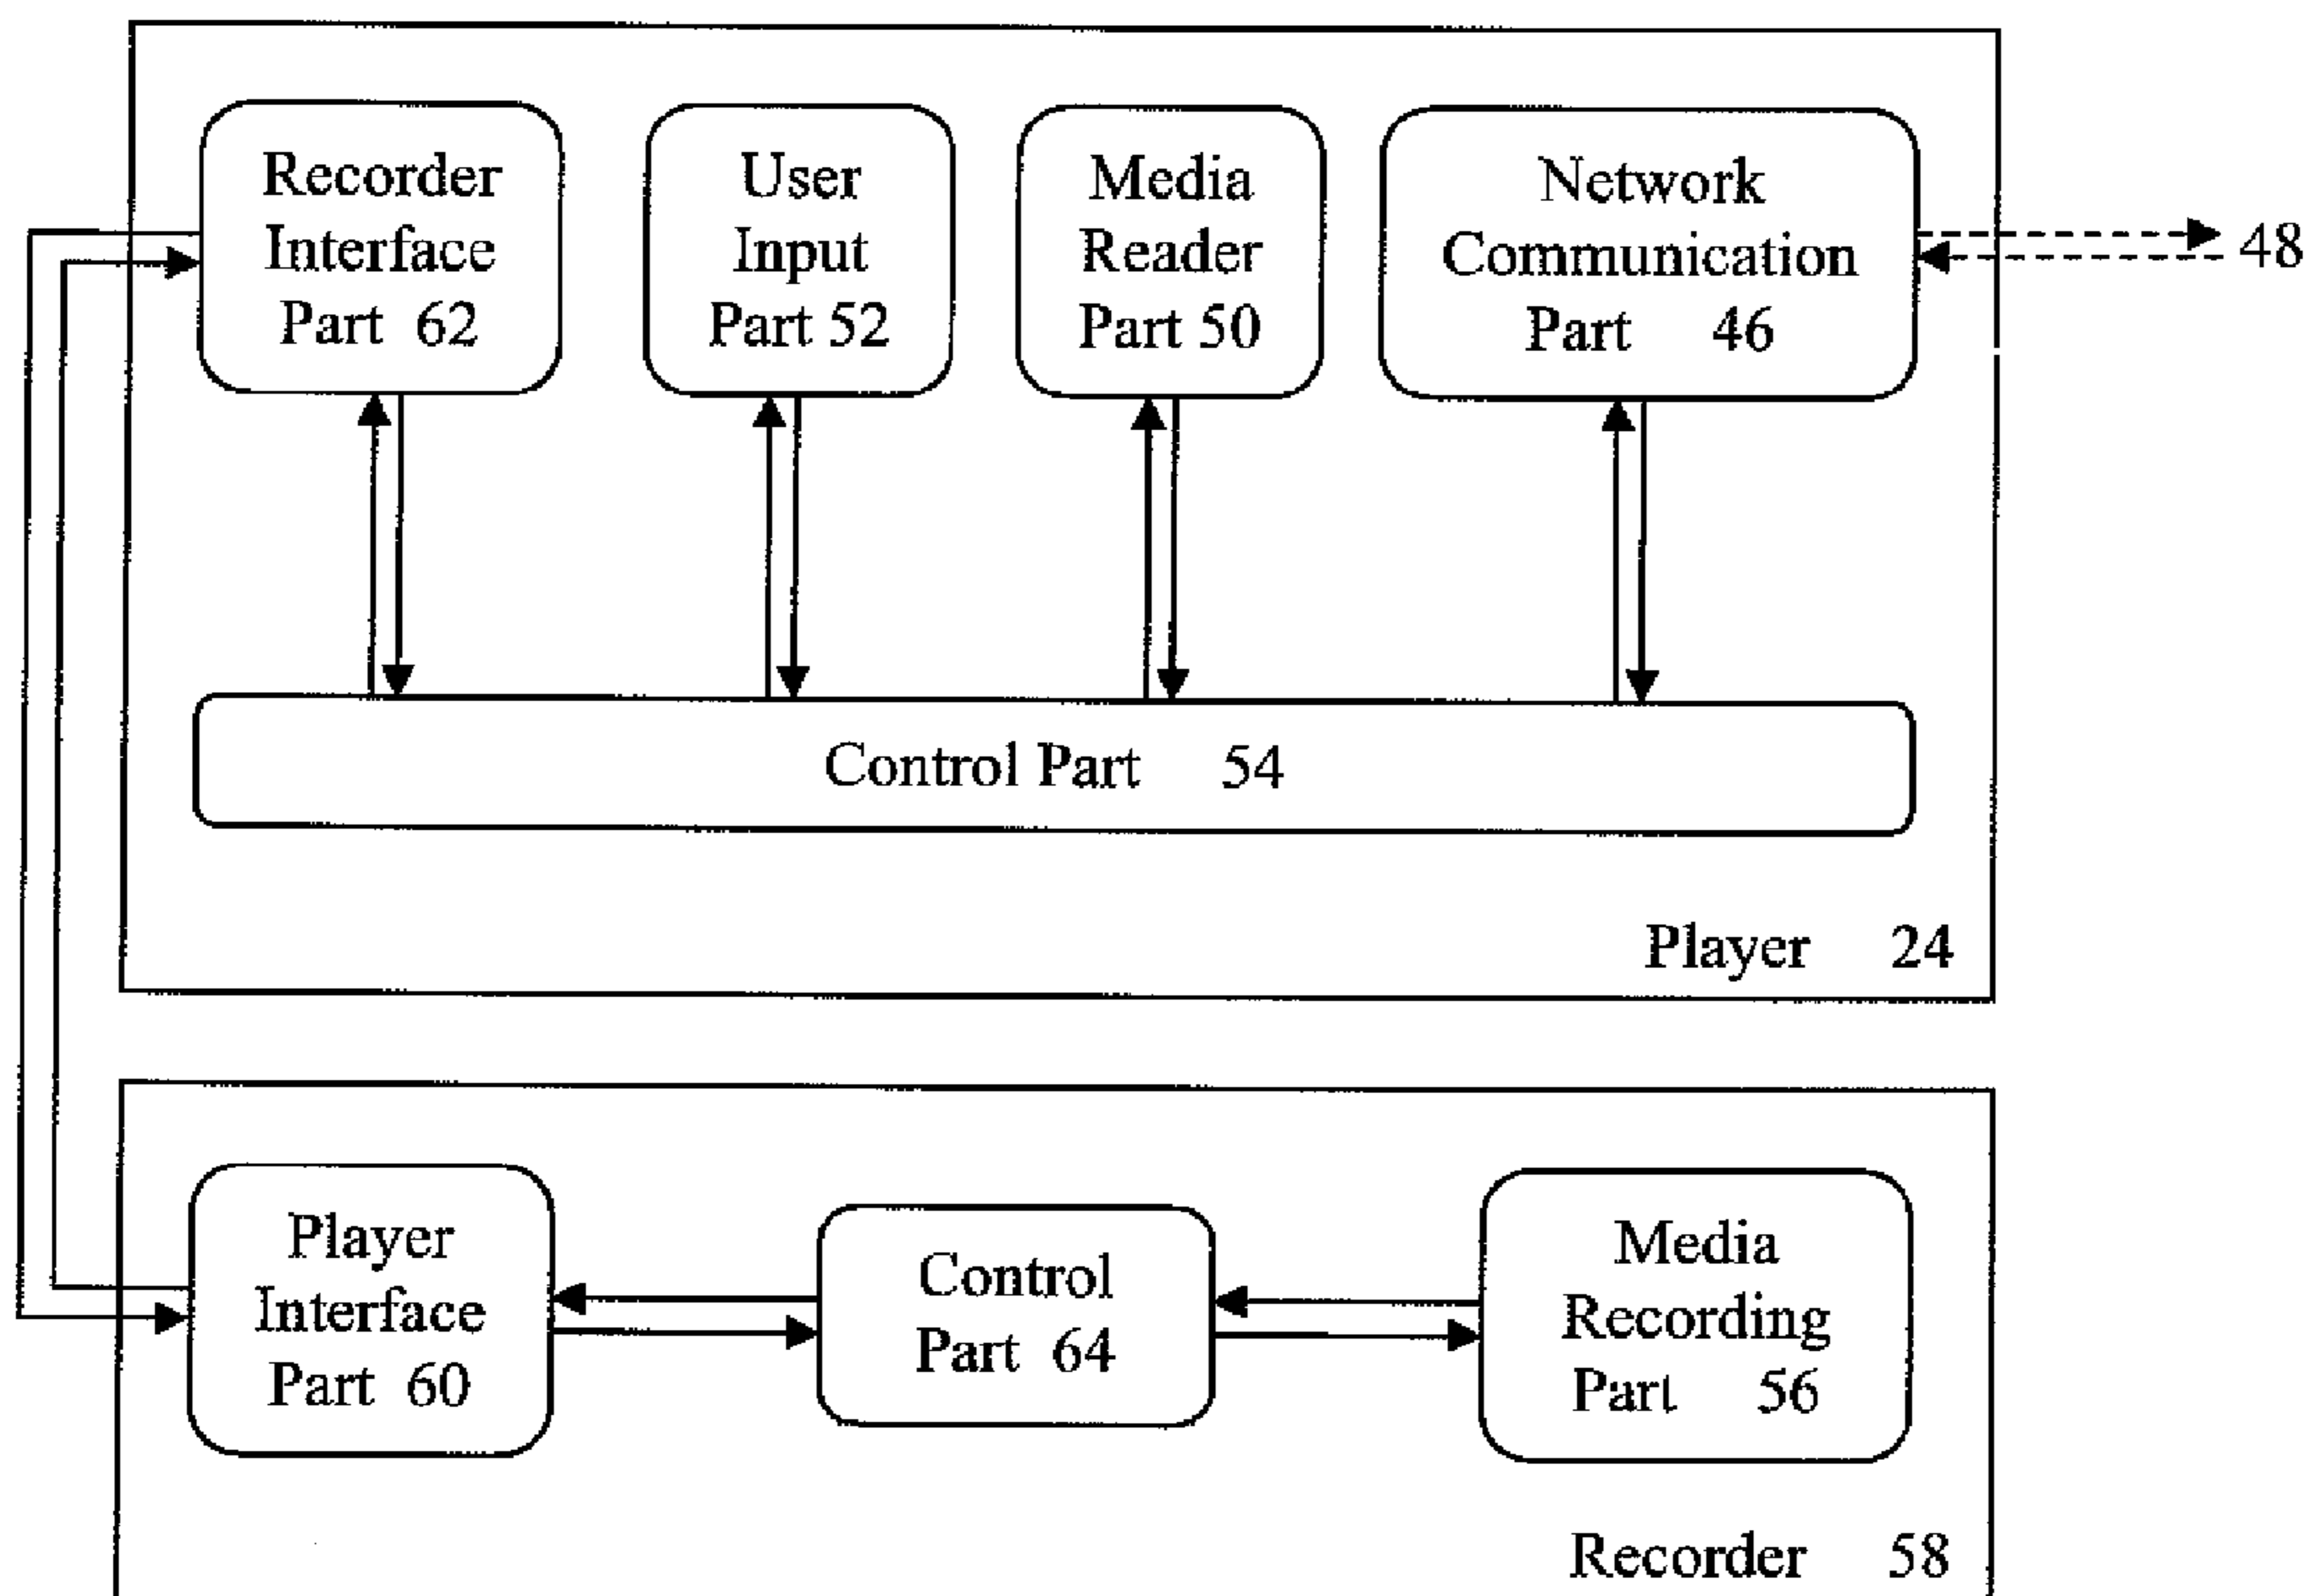 Recorder
Interface
Part 62
User
Input
Part 52
Media
Reader
Part 50
Network
Communication
Part 46
48
Control Part 54
Player 24
Player
Interface
Part 60
Control
Part 64
Media
Recording
Part 56
Recorder 58